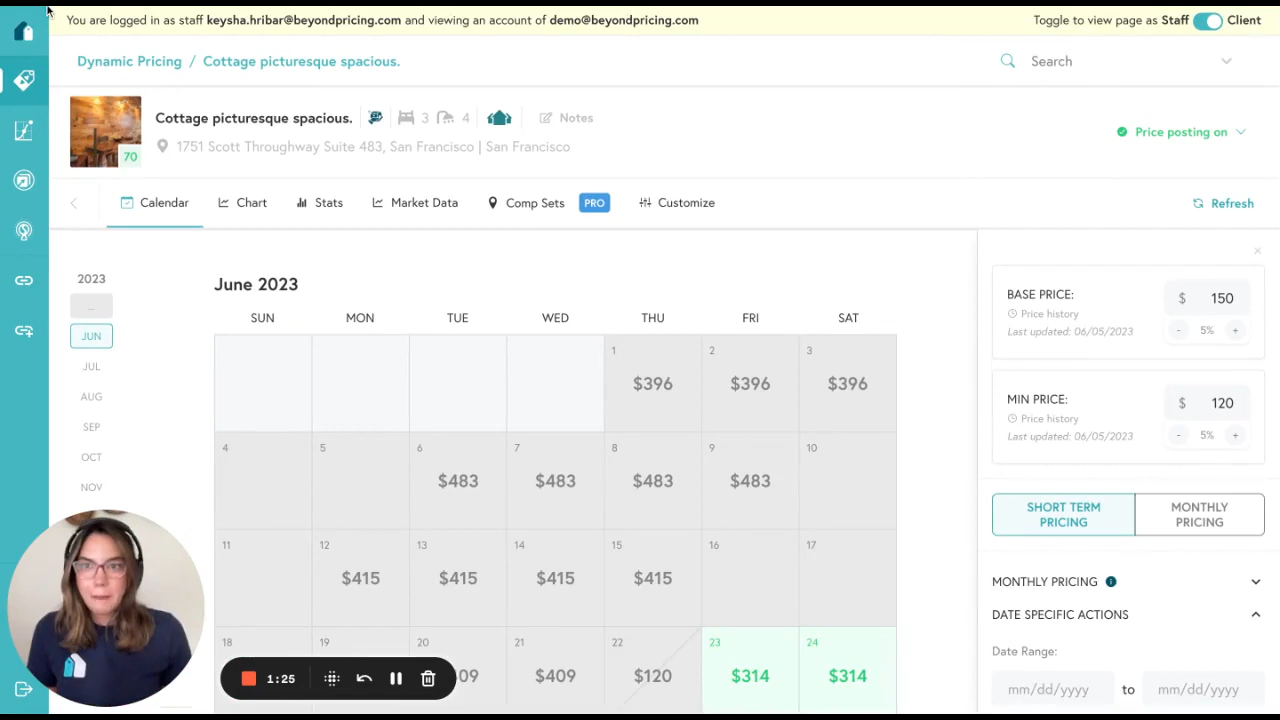 You are logged in as staff keysha.hribar@beyondpricing.com and viewing an account of demo@beyondpricing.com
Toggle to view page as Staff Client
Dynamic Pricing / Cottage picturesque spacious.
Search
Cottage picturesque spacious. 3 4 Notes
70
1751 Scott Throughway Suite 483, San Francisco | San Francisco
Price posting on
Calendar Chart Stats Market Data Comp Sets PRO Customize
Refresh
2023
...
JUN
JUL
AUG
SEP
OCT
NOV
June 2023
SUN MON TUE WED THU FRI SAT
1 2 3
$396 $396 $396
4 5 6 7 8 9 10
$483 $483 $483 $483
11 12 13 14 15 16 17
$415 $415 $415 $415
18 19 20 21 22 23 24
09 $409 $120 $314 $314
1:25
BASE PRICE:
$ 150
Price history
Last updated: 06/05/2023
- 5% +
MIN PRICE:
$ 120
Price history
Last updated: 06/05/2023
- 5% +
SHORT TERM
PRICING
MONTHLY
PRICING
MONTHLY PRICING
DATE SPECIFIC ACTIONS
Date Range:
mm/dd/yyyy to mm/dd/yyyy